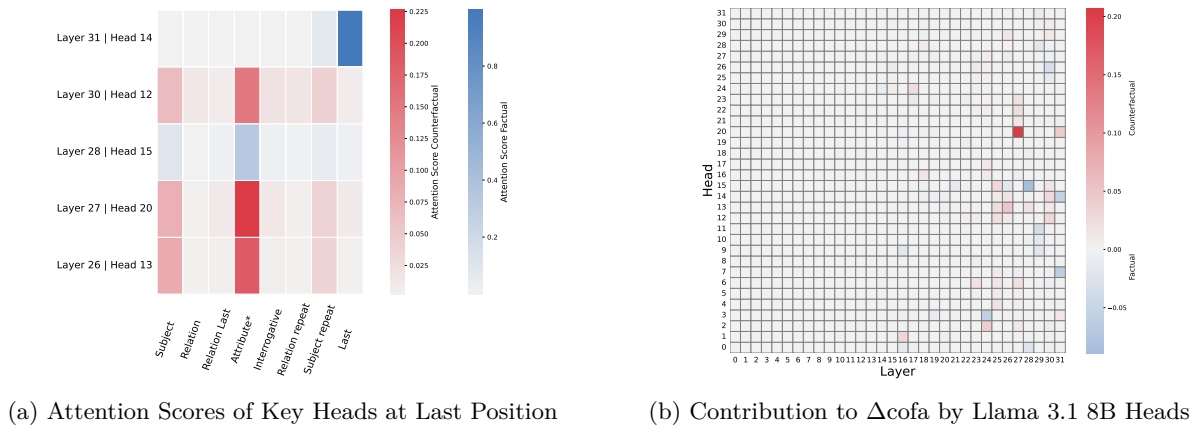 Layer 31 | Head 14
Layer 30 | Head 12
Layer 28 | Head 15
Layer 27 | Head 20
Layer 26 | Head 13
Subject
Relation
Relation Last
Attribute*
Interrogative
Relation repeat
Subject repeat
Last
0.225
0.200
0.175
0.150
0.125
0.100
0.075
0.050
0.025
Attention Score Counterfactual
0.8
0.6
0.4
0.2
Attention Score Factual
(a) Attention Scores of Key Heads at Last Position
31
30
29
28
27
26
25
24
23
22
21
20
19
18
17
16
15
14
13
12
11
10
9
8
7
6
5
4
3
2
1
0
Head
0 1 2 3 4 5 6 7 8 9 10 11 12 13 14 15 16 17 18 19 20 21 22 23 24 25 26 27 28 29 30 31
Layer
0.20
0.15
0.10
0.05
0.00
−0.05
Counterfactual
Factual
(b) Contribution to Δcofa by Llama 3.1 8B Heads